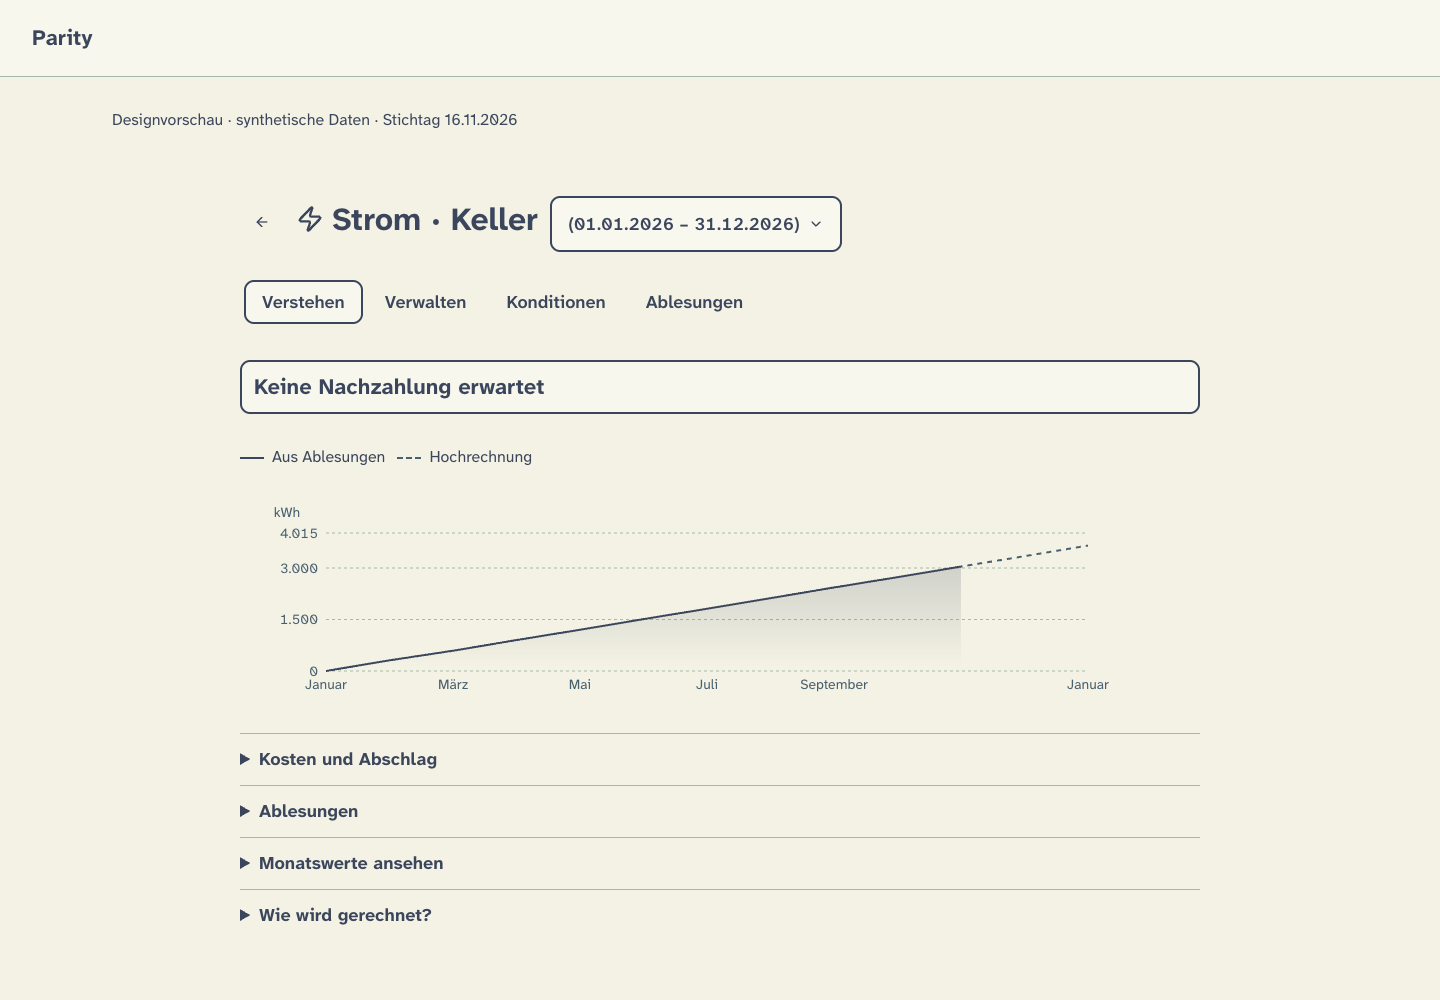 Parity
Designvorschau · synthetische Daten · Stichtag 16.11.2026
Strom · Keller (01.01.2026 – 31.12.2026)
Verstehen Verwalten Konditionen Ablesungen
Keine Nachzahlung erwartet
Aus Ablesungen Hochrechnung
kWh
4.015
3.000
1.500
0
Januar März Mai Juli September Januar
Kosten und Abschlag
Ablesungen
Monatswerte ansehen
Wie wird gerechnet?